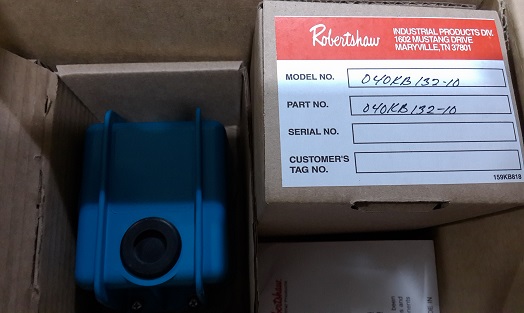 Robertshaw
INDUSTRIAL PRODUCTS DIV.
1602 MUSTANG DRIVE
MARYVILLE, TN 37801
MODEL NO. 040KB132-10
PART NO. 040KB132-10
SERIAL NO.
CUSTOMER'S
TAG NO.
159KB818